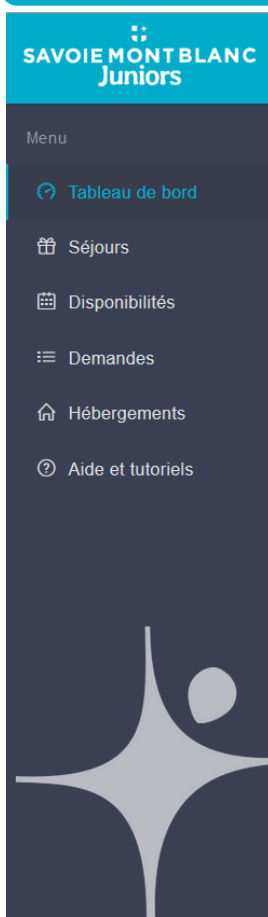 SAVOIE MONT BLANC
Juniors
Menu
Tableau de bord
Séjours
Disponibilités
Demandes
Hébergements
Aide et tutoriels